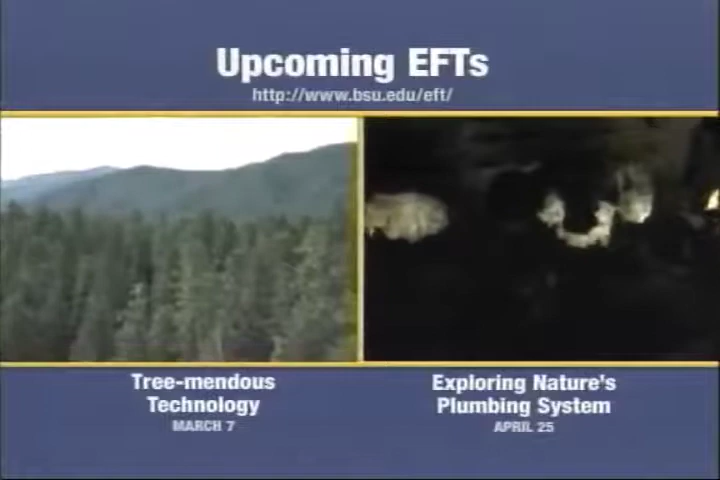 Upcoming EFTs
http://www.bsu.edu/eft/
Tree-mendous
Technology
MARCH 7
Exploring Nature's
Plumbing System
APRIL 25